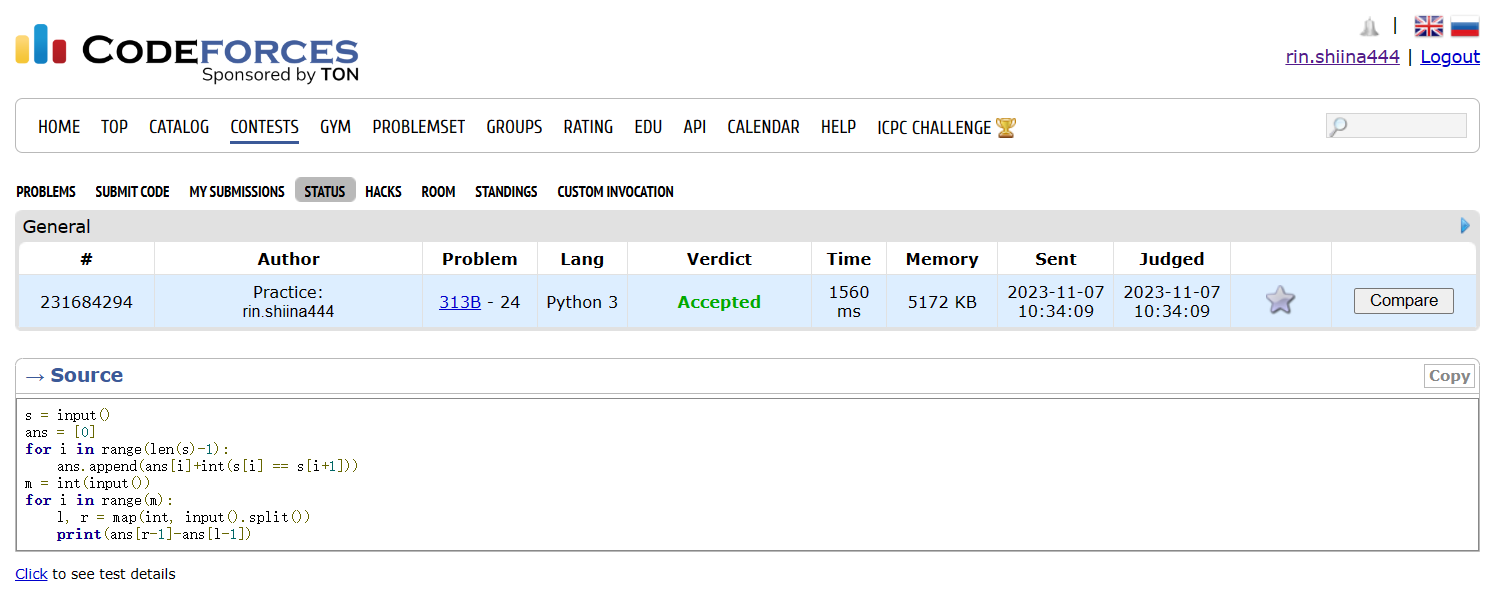 CODEFORCES
Sponsored by TON
|
rin.shiina444 | Logout
HOME TOP CATALOG CONTESTS GYM PROBLEMSET GROUPS RATING EDU API CALENDAR HELP ICPC CHALLENGE 🏆
PROBLEMS SUBMIT CODE MY SUBMISSIONS STATUS HACKS ROOM STANDINGS CUSTOM INVOCATION
General
# Author Problem Lang Verdict Time Memory Sent Judged
231684294 Practice: rin.shiina444 313B - 24 Python 3 Accepted 1560 ms 5172 KB 2023-11-07 10:34:09 2023-11-07 10:34:09 Compare
→ Source Copy
s = input()
ans = [0]
for i in range(len(s)-1):
    ans.append(ans[i]+int(s[i] == s[i+1]))
m = int(input())
for i in range(m):
    l, r = map(int, input().split())
    print(ans[r-1]-ans[l-1])
Click to see test details